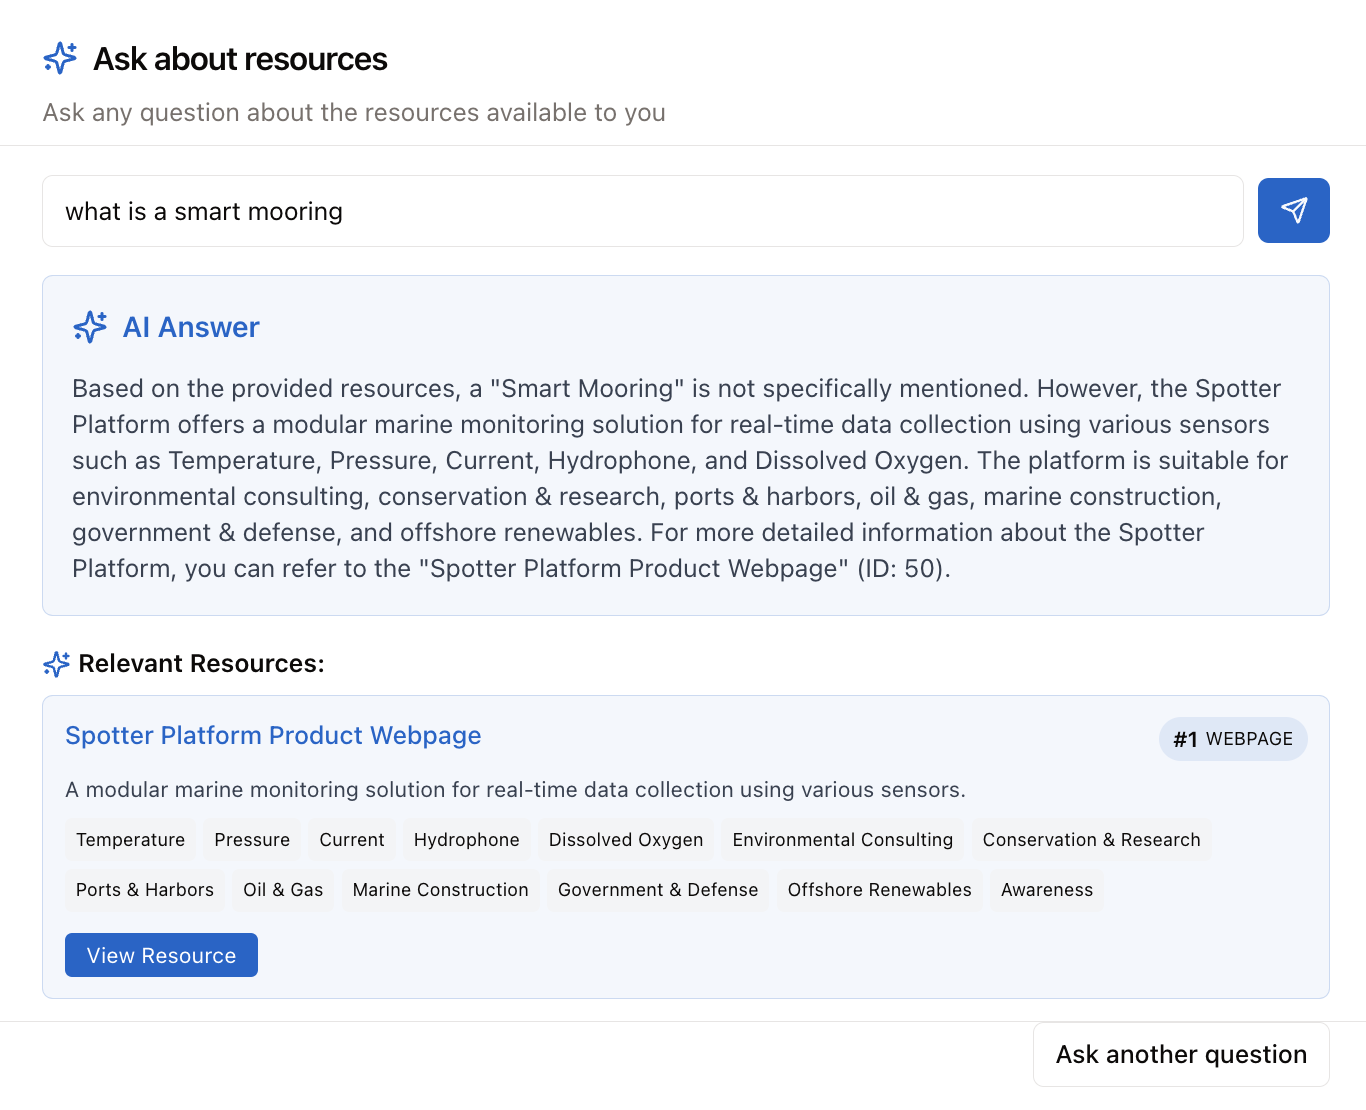 Ask about resources
Ask any question about the resources available to you
what is a smart mooring
AI Answer
Based on the provided resources, a "Smart Mooring" is not specifically mentioned. However, the Spotter
Platform offers a modular marine monitoring solution for real-time data collection using various sensors
such as Temperature, Pressure, Current, Hydrophone, and Dissolved Oxygen. The platform is suitable for
environmental consulting, conservation & research, ports & harbors, oil & gas, marine construction,
government & defense, and offshore renewables. For more detailed information about the Spotter
Platform, you can refer to the "Spotter Platform Product Webpage" (ID: 50).
Relevant Resources:
Spotter Platform Product Webpage
#1 WEBPAGE
A modular marine monitoring solution for real-time data collection using various sensors.
Temperature Pressure Current Hydrophone Dissolved Oxygen Environmental Consulting Conservation & Research
Ports & Harbors Oil & Gas Marine Construction Government & Defense Offshore Renewables Awareness
View Resource
Ask another question